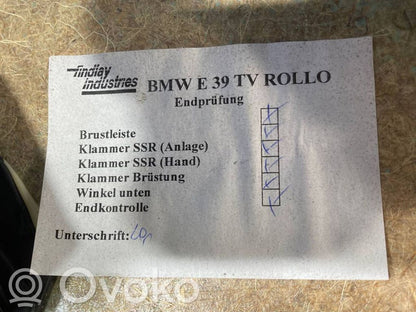 Findlay
Industries
BMW E 39 TV ROLLO
Endprüfung
Brustleiste
Klammer SSR (Anlage)
Klammer SSR (Hand)
Klammer Brüstung
Winkel unten
Endkontrolle
Unterschrift:
OVOKO